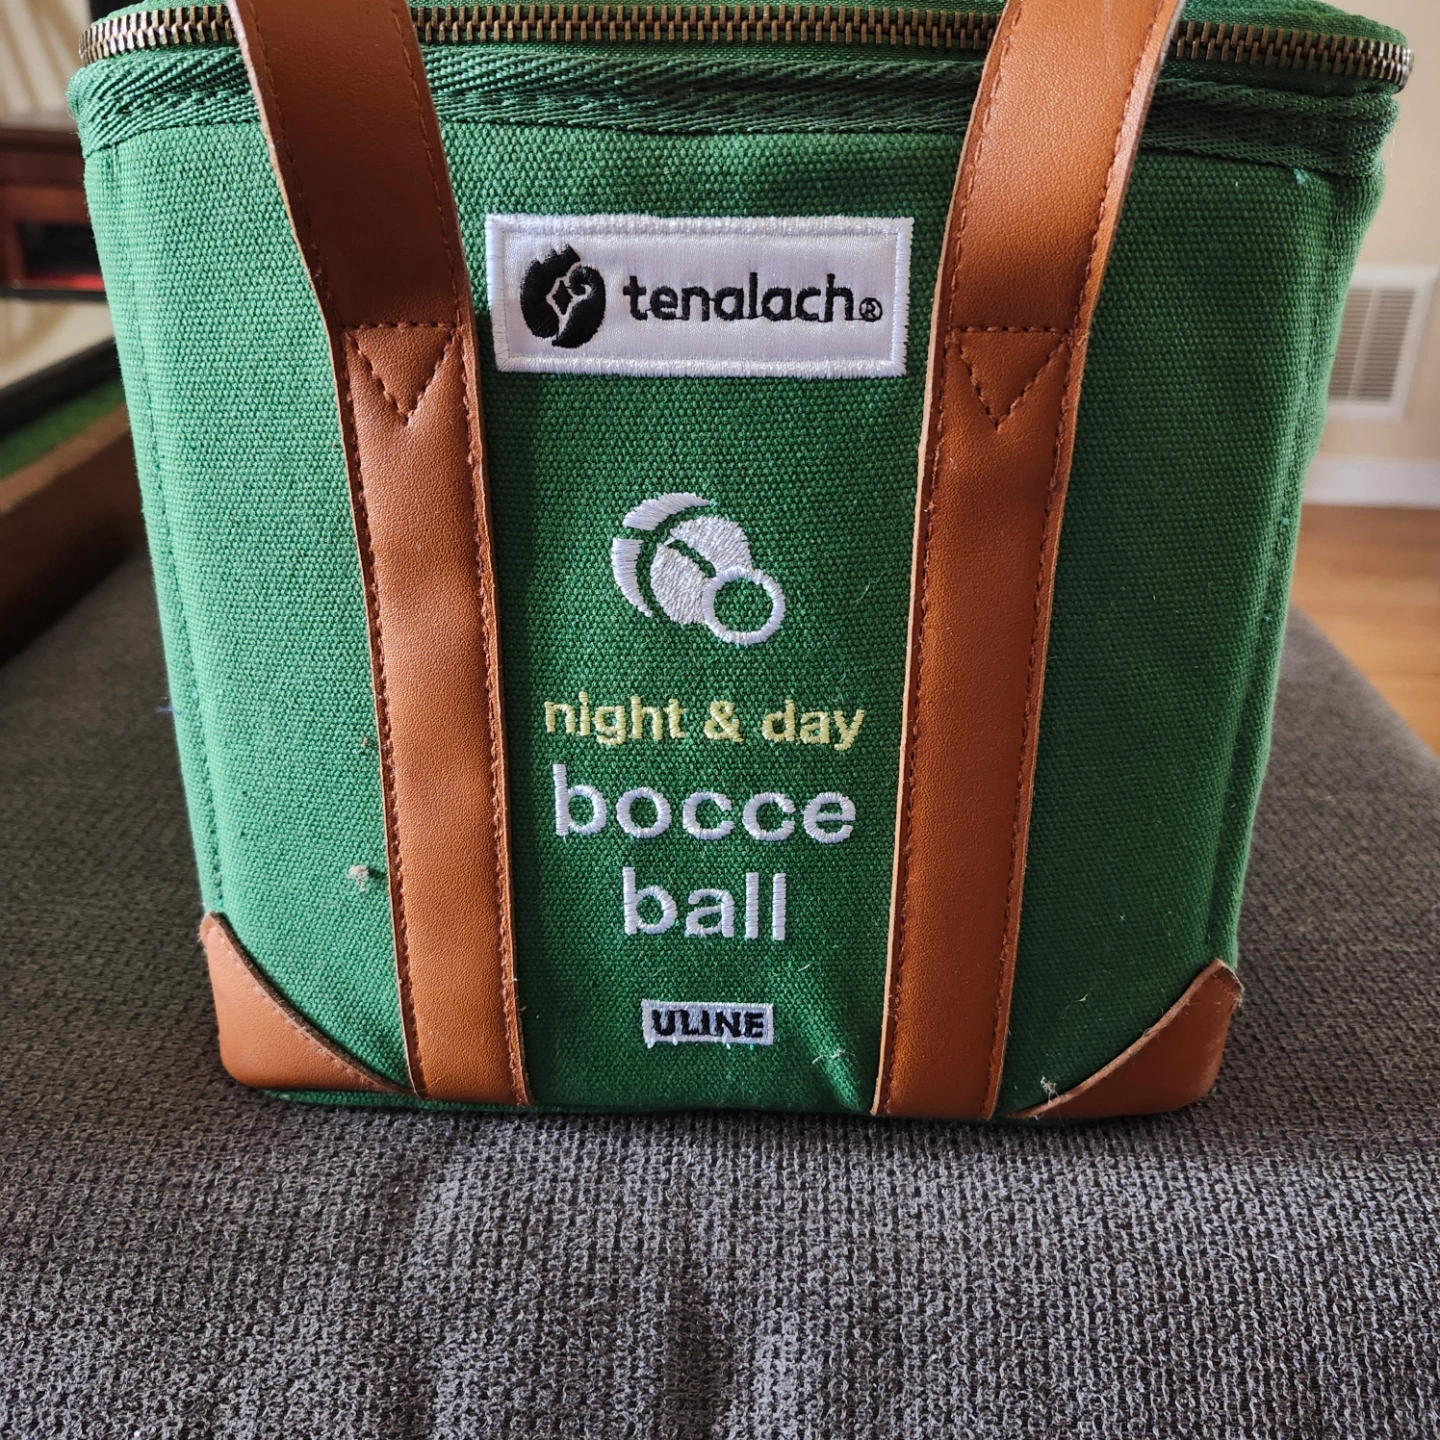 tenalach®
night & day
bocce
ball
ULINE